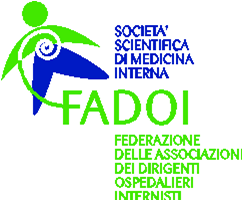 SOCIETA'
SCIENTIFICA
DI MEDICINA
INTERNA
FADOI
FEDERAZIONE
DELLE ASSOCIAZIONI
DEI DIRIGENTI
OSPEDALIERI
INTERNISTI